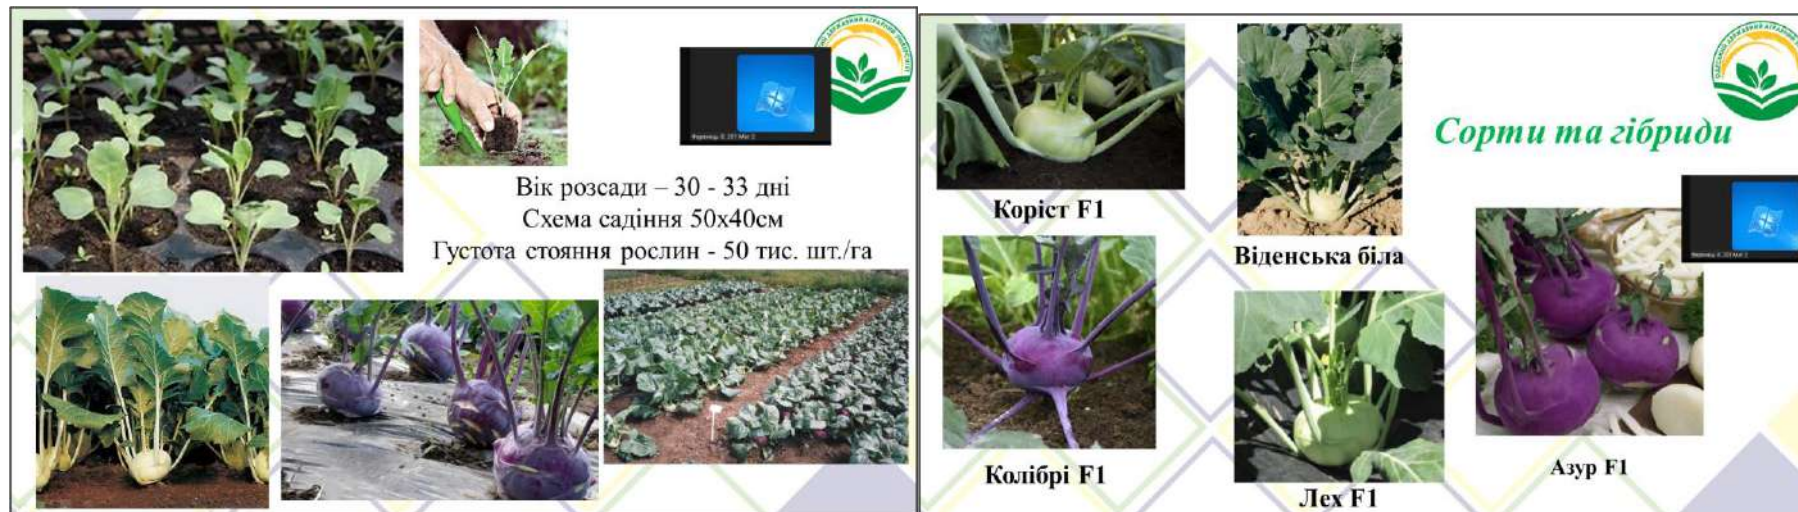 Вік розсади – 30 - 33 дні
Схема садіння 50х40см
Густота стояння рослин - 50 тис. шт./га
Сорти та гібриди
Коріст F1
Віденська біла
Колібрі F1
Лех F1
Азур F1